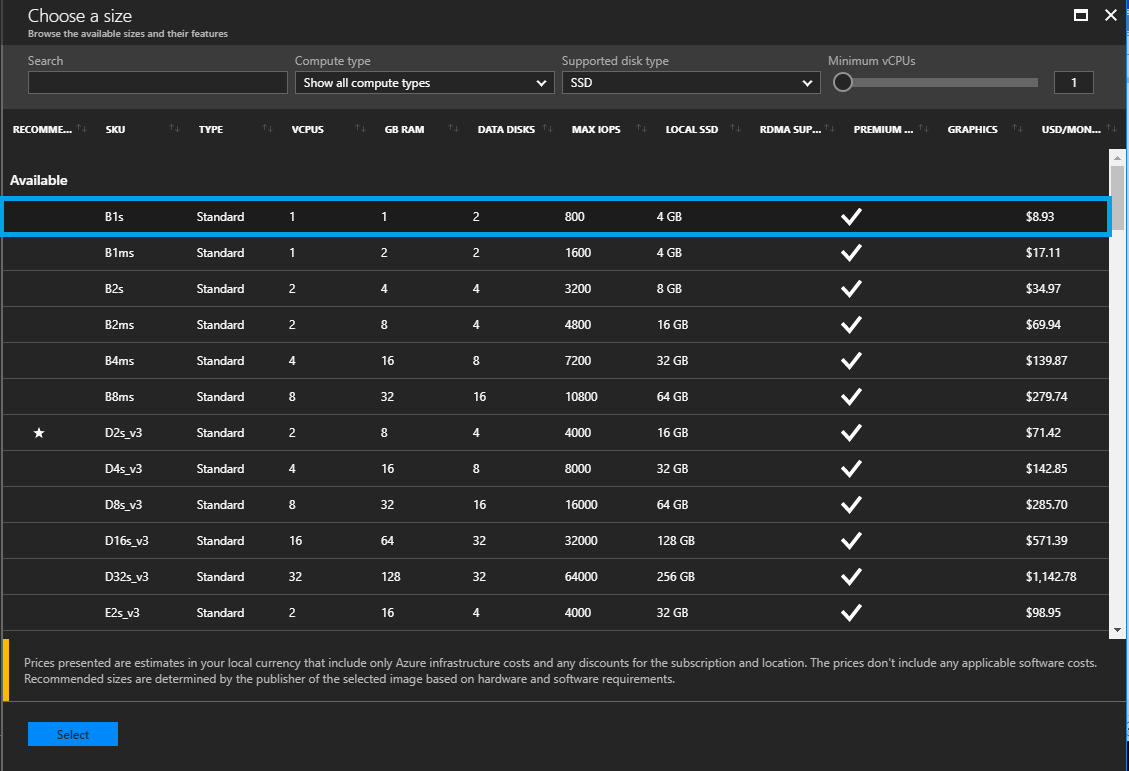 Choose a size
Browse the available sizes and their features
Search Compute type Supported disk type Minimum vCPUs
Show all compute types SSD 1
RECOMME... SKU TYPE VCPUS GB RAM DATA DISKS MAX IOPS LOCAL SSD RDMA SUP... PREMIUM ... GRAPHICS USD/MON...
Available
B1s Standard 1 1 2 800 4 GB $8.93
B1ms Standard 1 2 2 1600 4 GB $17.11
B2s Standard 2 4 4 3200 8 GB $34.97
B2ms Standard 2 8 4 4800 16 GB $69.94
B4ms Standard 4 16 8 7200 32 GB $139.87
B8ms Standard 8 32 16 10800 64 GB $279.74
D2s_v3 Standard 2 8 4 4000 16 GB $71.42
D4s_v3 Standard 4 16 8 8000 32 GB $142.85
D8s_v3 Standard 8 32 16 16000 64 GB $285.70
D16s_v3 Standard 16 64 32 32000 128 GB $571.39
D32s_v3 Standard 32 128 32 64000 256 GB $1,142.78
E2s_v3 Standard 2 16 4 4000 32 GB $98.95
Prices presented are estimates in your local currency that include only Azure infrastructure costs and any discounts for the subscription and location. The prices don't include any applicable software costs.
Recommended sizes are determined by the publisher of the selected image based on hardware and software requirements.
Select